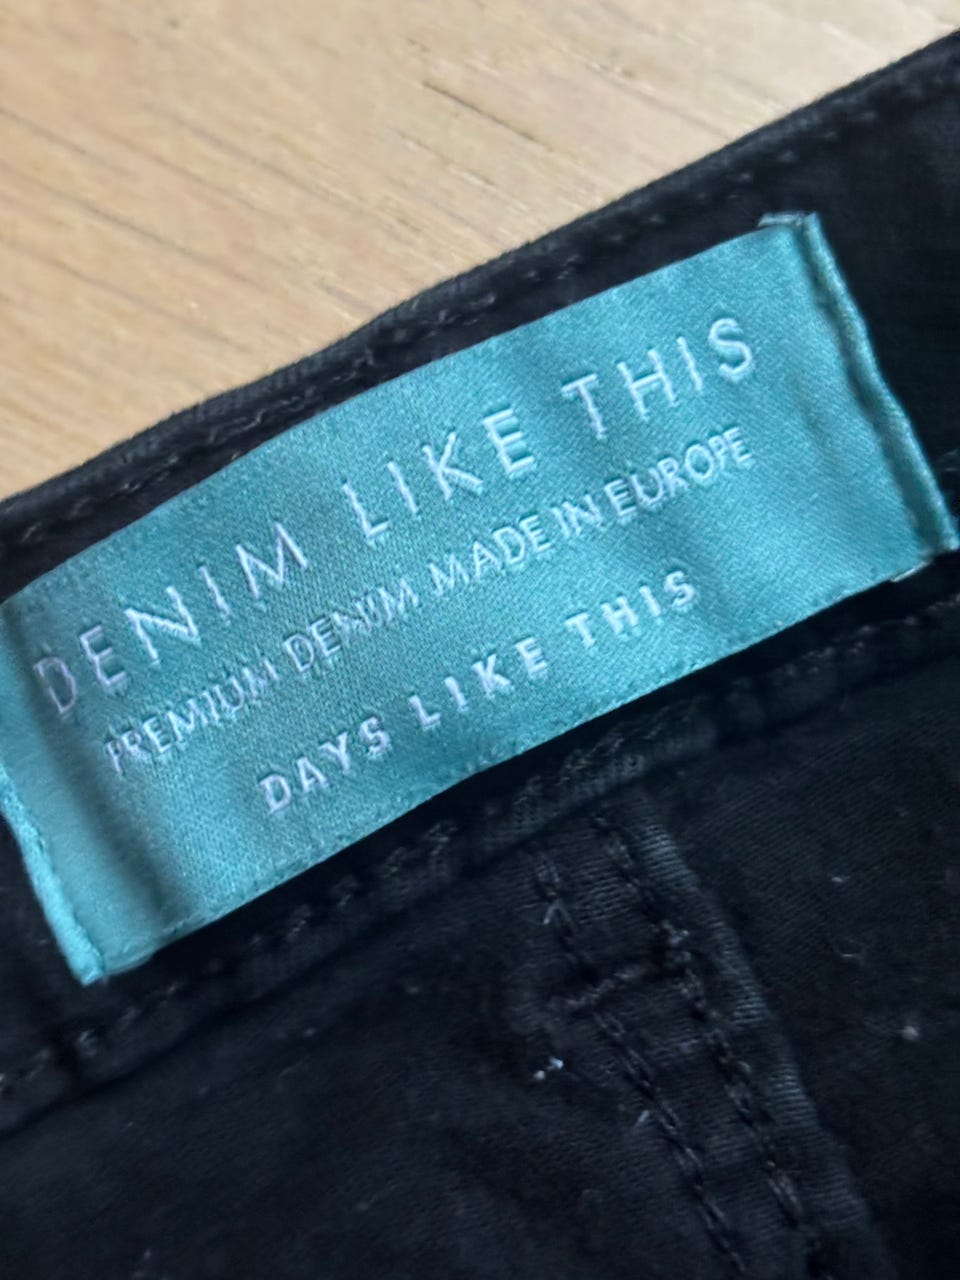 DENIM LIKE THIS
PREMIUM DENIM MADE IN EUROPE
DAYS LIKE THIS